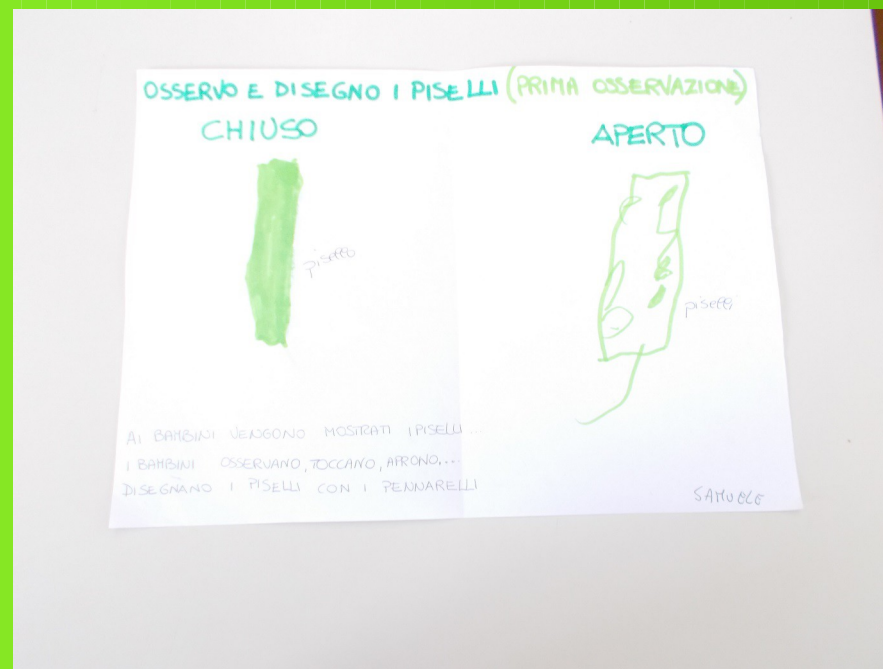 OSSERVO E DISEGNO I PISELLI (PRIMA OSSERVAZIONE)
CHIUSO
APERTO
pisello
piselli
AI BAMBINI VENGONO MOSTRATI I PISELLI...
I BAMBINI OSSERVANO, TOCCANO, APRONO,...
DISEGNANO I PISELLI CON I PENNARELLI
SAMUELE